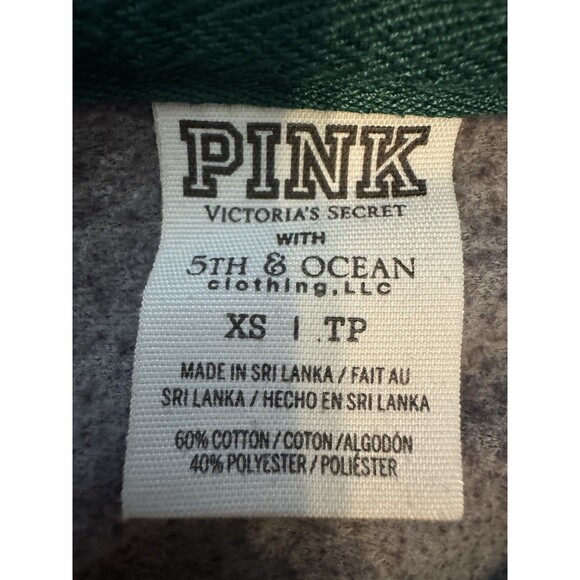 PINK
VICTORIA'S SECRET
WITH
5TH & OCEAN
clothing, LLC
XS | TP
MADE IN SRI LANKA / FAIT AU
SRI LANKA / HECHO EN SRI LANKA
60% COTTON / COTON / ALGODÓN
40% POLYESTER / POLIÉSTER